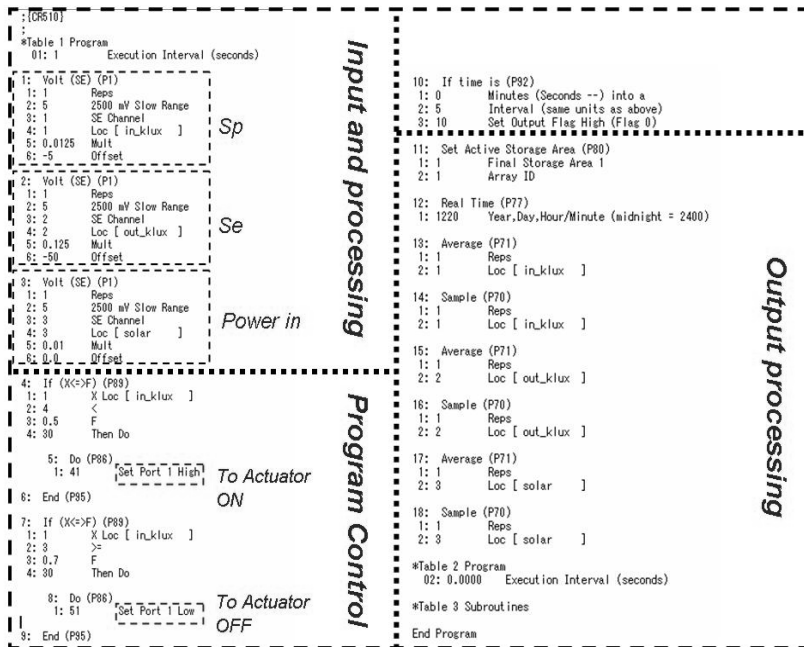 ;{CR510}
;
*Table 1 Program
01: 1 Execution Interval (seconds)
1: Volt (SE) (P1)
1: 1 Reps
2: 5 2500 mV Slow Range
3: 1 SE Channel
4: 1 Loc [ in_klux ]
5: 0.0125 Mult
6: -5 Offset
Sp
2: Volt (SE) (P1)
1: 1 Reps
2: 5 2500 mV Slow Range
3: 2 SE Channel
4: 2 Loc [ out_klux ]
5: 0.125 Mult
6: -50 Offset
Se
3: Volt (SE) (P1)
1: 1 Reps
2: 5 2500 mV Slow Range
3: 3 SE Channel
4: 3 Loc [ solar ]
5: 0.01 Mult
6: 0.0 Offset
Power in
Input and processing
4: If (X<=>F) (P89)
1: 1 X Loc [ in_klux ]
2: 4 <
3: 0.5 F
4: 30 Then Do
5: Do (P86)
1: 41 Set Port 1 High
To Actuator
ON
6: End (P95)
7: If (X<=>F) (P89)
1: 1 X Loc [ in_klux ]
2: 3 >=
3: 0.7 F
4: 30 Then Do
8: Do (P86)
1: 51 Set Port 1 Low
To Actuator
OFF
9: End (P95)
Program Control
10: If time is (P92)
1: 0 Minutes (Seconds --) into a
2: 5 Interval (same units as above)
3: 10 Set Output Flag High (Flag 0)
11: Set Active Storage Area (P80)
1: 1 Final Storage Area 1
2: 1 Array ID
12: Real Time (P77)
1: 1220 Year,Day,Hour/Minute (midnight = 2400)
13: Average (P71)
1: 1 Reps
2: 1 Loc [ in_klux ]
14: Sample (P70)
1: 1 Reps
2: 1 Loc [ in_klux ]
15: Average (P71)
1: 1 Reps
2: 2 Loc [ out_klux ]
16: Sample (P70)
1: 1 Reps
2: 2 Loc [ out_klux ]
17: Average (P71)
1: 1 Reps
2: 3 Loc [ solar ]
18: Sample (P70)
1: 1 Reps
2: 3 Loc [ solar ]
*Table 2 Program
02: 0.0000 Execution Interval (seconds)
*Table 3 Subroutines
End Program
Output processing